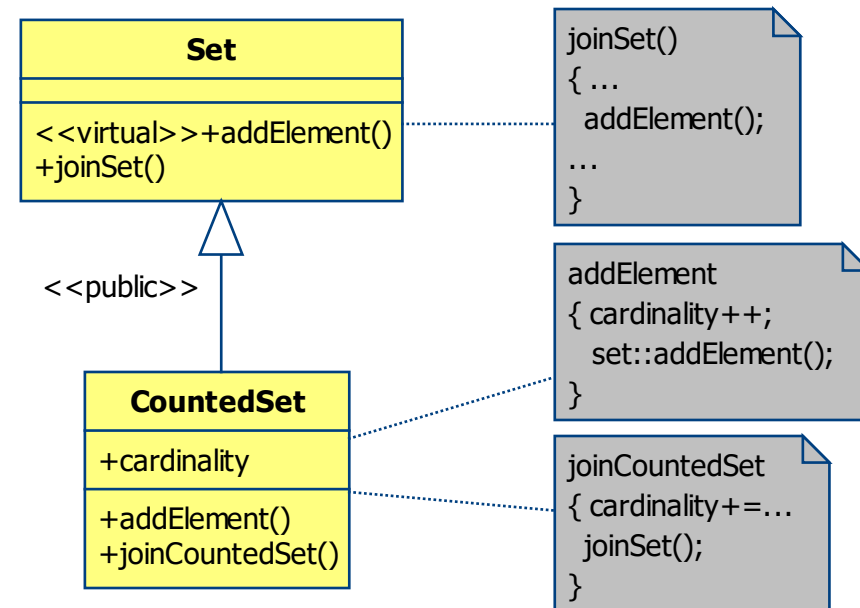 Set
<<virtual>>+addElement()
+joinSet()
joinSet()
{ ...
addElement();
...
}
<<public>>
addElement
{ cardinality++;
set::addElement();
}
CountedSet
+cardinality
+addElement()
+joinCountedSet()
joinCountedSet
{ cardinality+=...
joinSet();
}